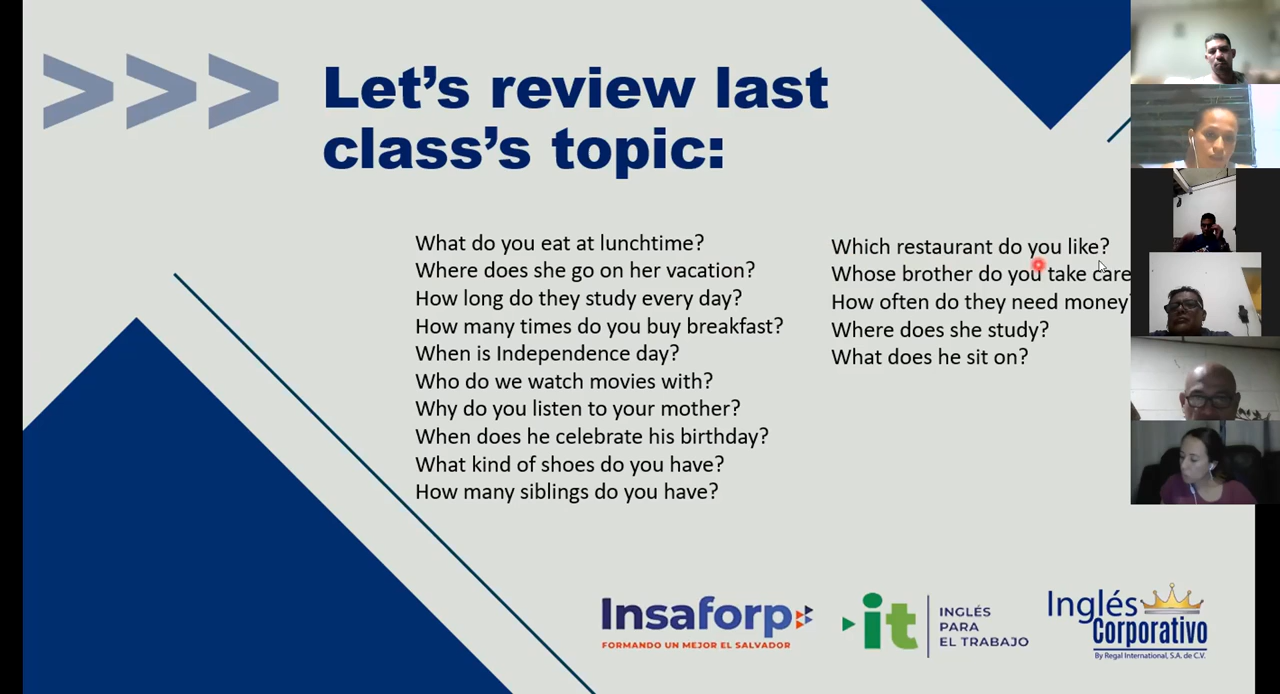 Let's review last
class's topic:
What do you eat at lunchtime?
Where does she go on her vacation?
How long do they study every day?
How many times do you buy breakfast?
When is Independence day?
Who do we watch movies with?
Why do you listen to your mother?
When does he celebrate his birthday?
What kind of shoes do you have?
How many siblings do you have?
Which restaurant do you like?
Whose brother do you take care
How often do they need money?
Where does she study?
What does he sit on?
Insaforp
FORMANDO UN MEJOR EL SALVADOR
it
INGLÉS
PARA
EL TRABAJO
Inglés
Corporativo
By Regal International, S.A. de C.V.